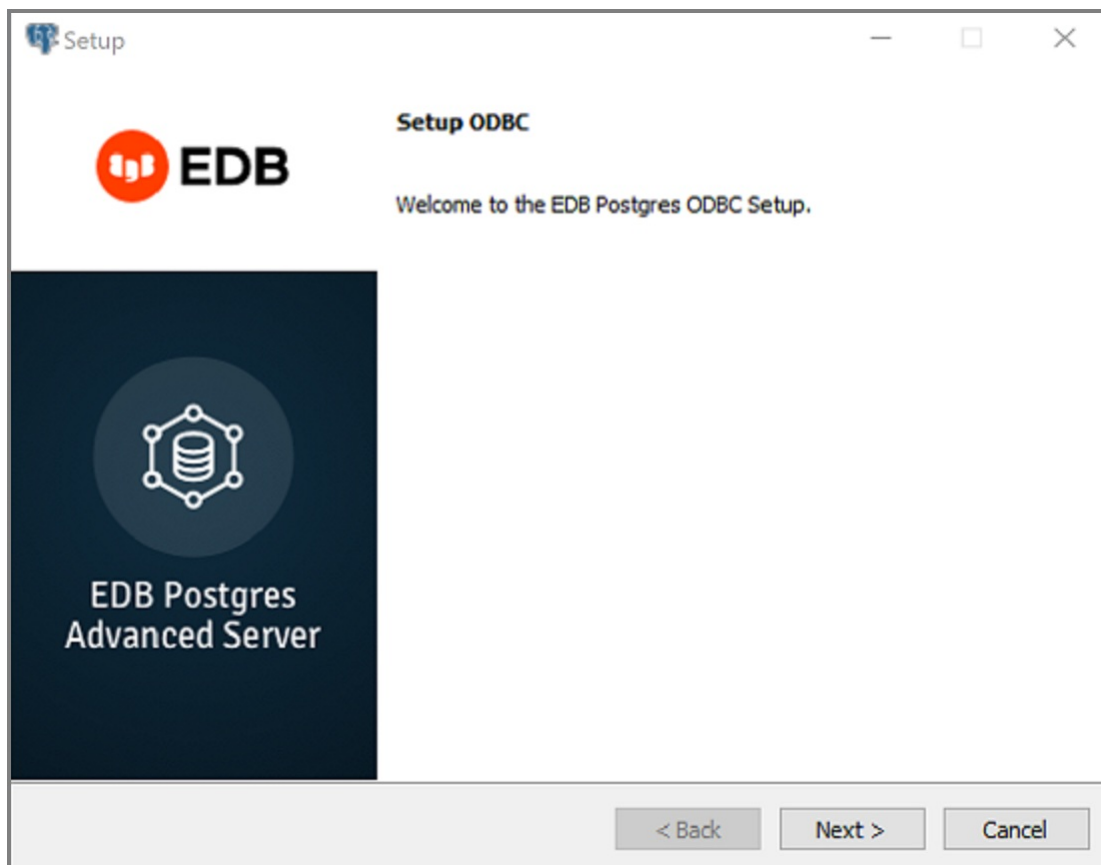 Setup
EDB
Setup ODBC
Welcome to the EDB Postgres ODBC Setup.
EDB Postgres
Advanced Server
< Back
Next >
Cancel